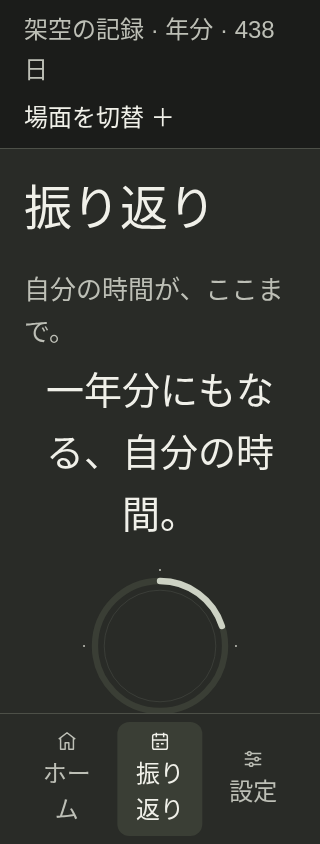 架空の記録 · 年分 · 438
日
場面を切替 ＋
振り返り
自分の時間が、ここま
で。
一年分にもな
る、自分の時
間。
ホー
ム
振り
返り
設定